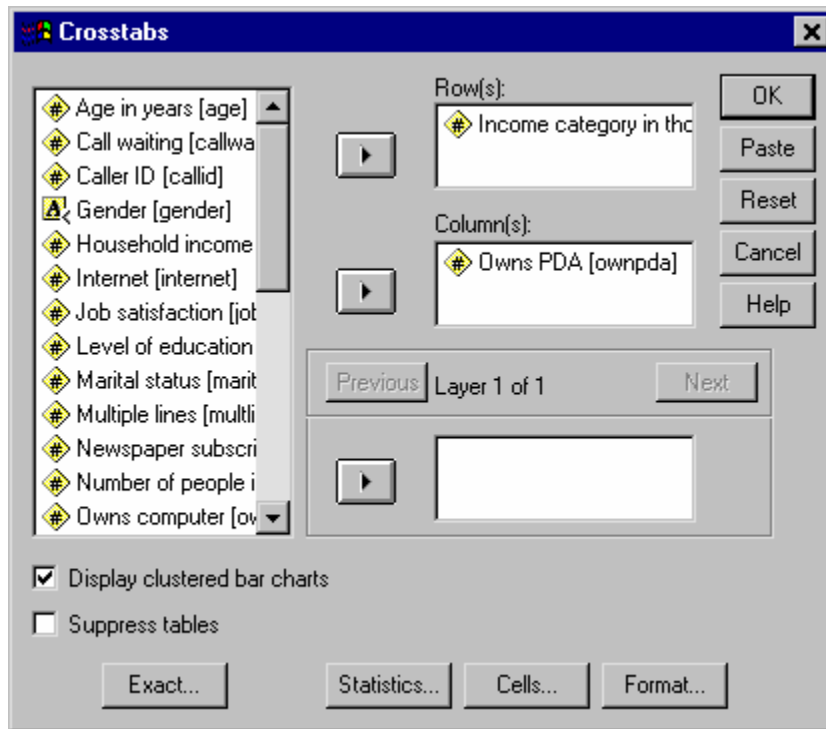 Crosstabs
Age in years [age]
Call waiting [callwa
Caller ID [callid]
Gender [gender]
Household income
Internet [internet]
Job satisfaction [job
Level of education
Marital status [marit
Multiple lines [multli
Newspaper subscri
Number of people i
Owns computer [ow
Row(s):
Income category in tho
Column(s):
Owns PDA [ownpda]
Previous Layer 1 of 1 Next
OK
Paste
Reset
Cancel
Help
Display clustered bar charts
Suppress tables
Exact... Statistics... Cells... Format...